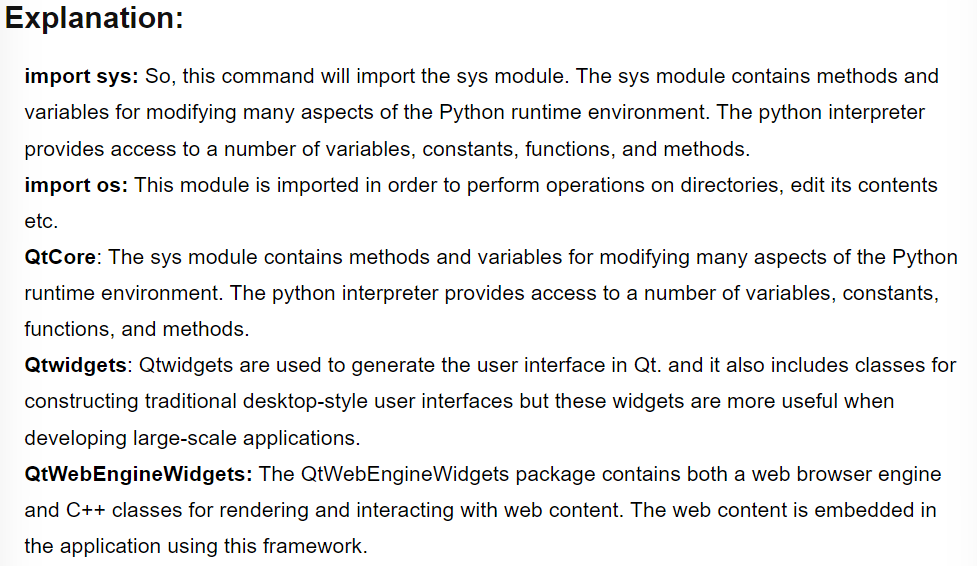 Explanation:
import sys: So, this command will import the sys module. The sys module contains methods and
variables for modifying many aspects of the Python runtime environment. The python interpreter
provides access to a number of variables, constants, functions, and methods.
import os: This module is imported in order to perform operations on directories, edit its contents
etc.
QtCore: The sys module contains methods and variables for modifying many aspects of the Python
runtime environment. The python interpreter provides access to a number of variables, constants,
functions, and methods.
Qtwidgets: Qtwidgets are used to generate the user interface in Qt. and it also includes classes for
constructing traditional desktop-style user interfaces but these widgets are more useful when
developing large-scale applications.
QtWebEngineWidgets: The QtWebEngineWidgets package contains both a web browser engine
and C++ classes for rendering and interacting with web content. The web content is embedded in
the application using this framework.